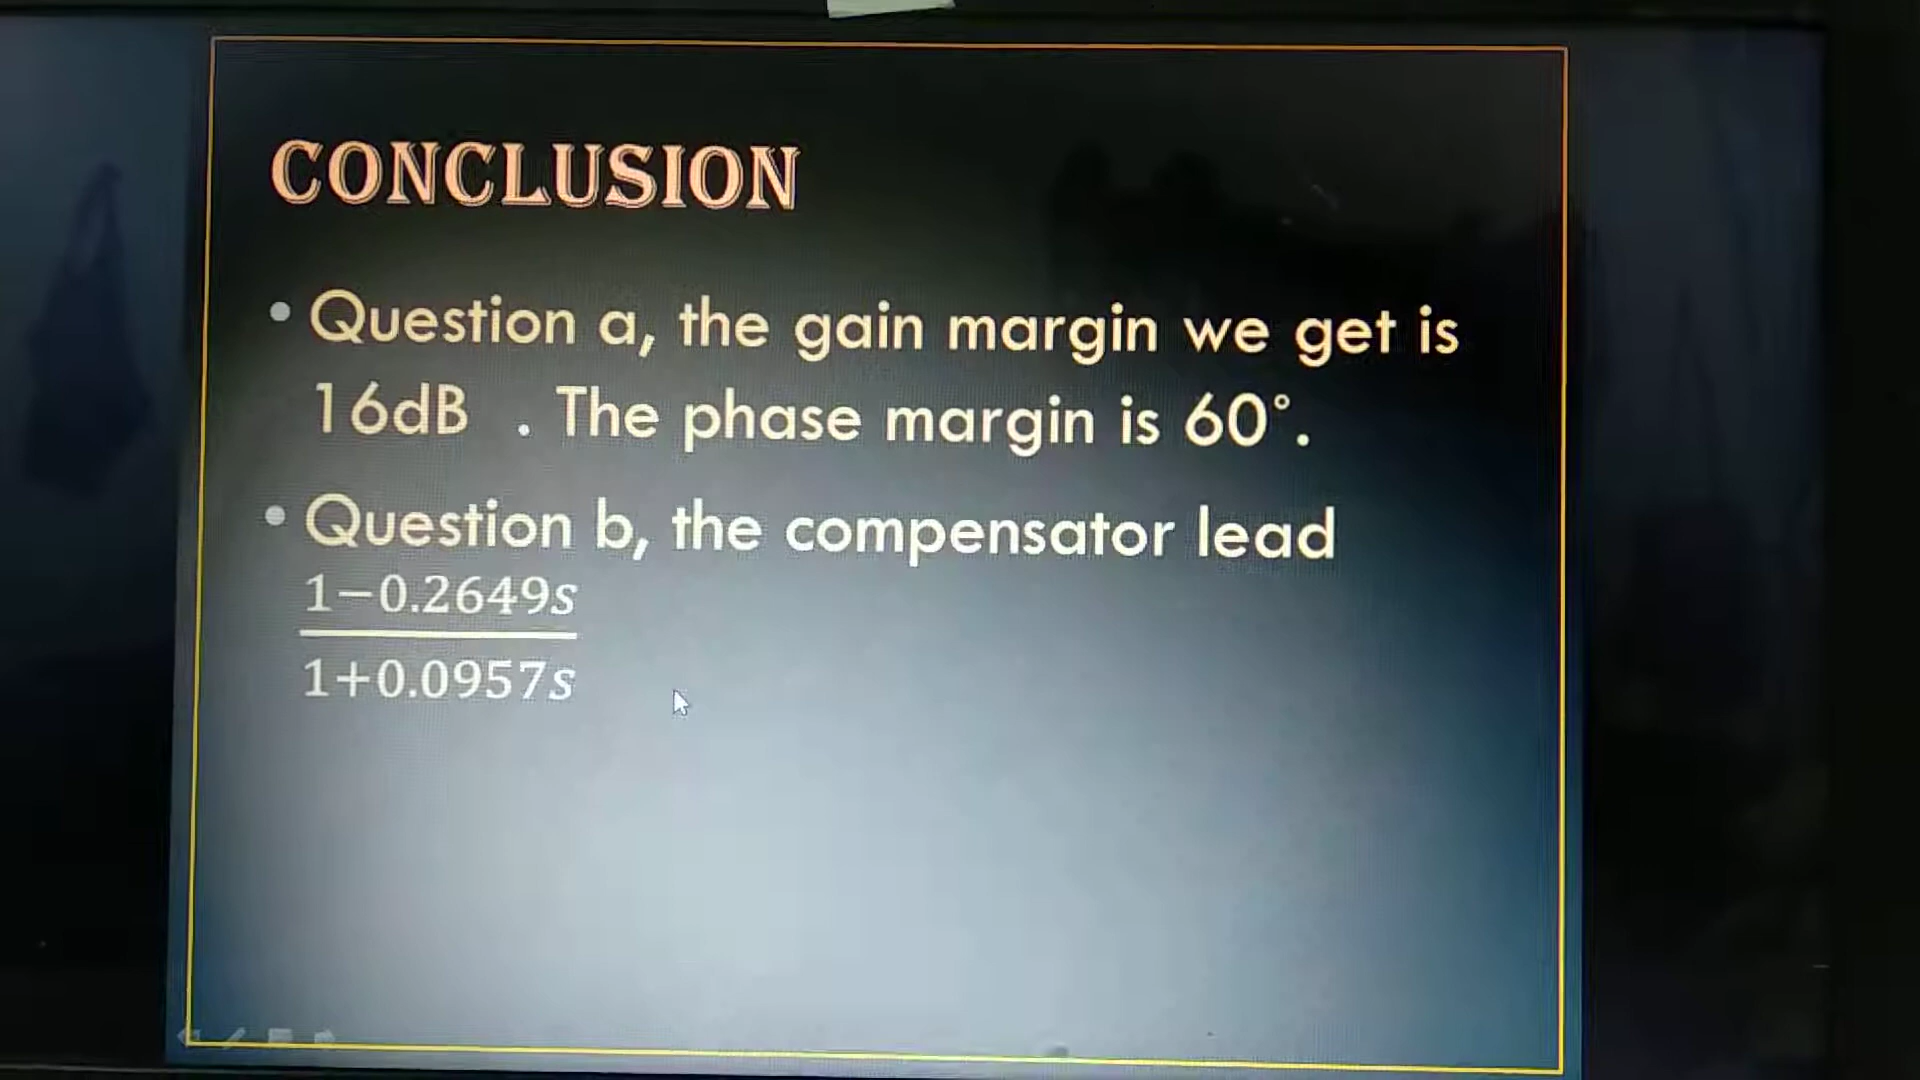 CONCLUSION
• Question a, the gain margin we get is
16dB . The phase margin is 60°.
• Question b, the compensator lead
1−0.2649s
1+0.0957s